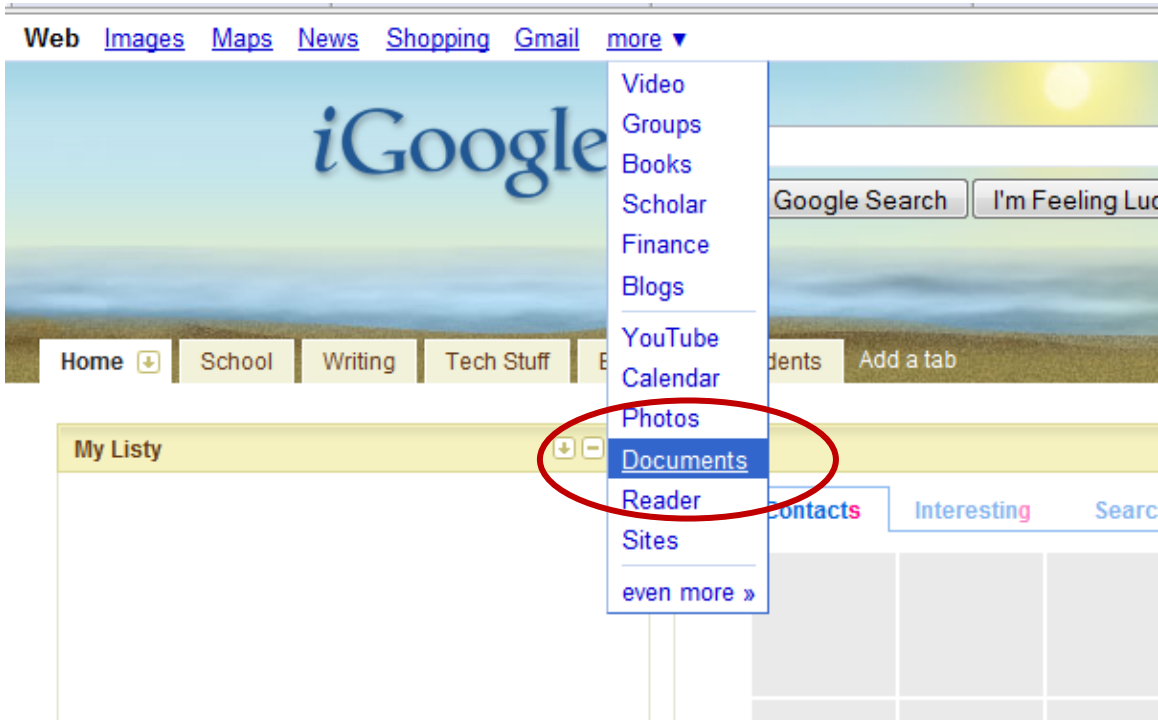 Web Images Maps News Shopping Gmail more ▼
Video
Groups
Books
Scholar
Finance
Blogs
YouTube
Calendar
Photos
Documents
Reader
Sites
even more »
iGoogle
Google Search I'm Feeling Luc
Home School Writing Tech Stuff E dents Add a tab
My Listy
Contacts Interesting Searc